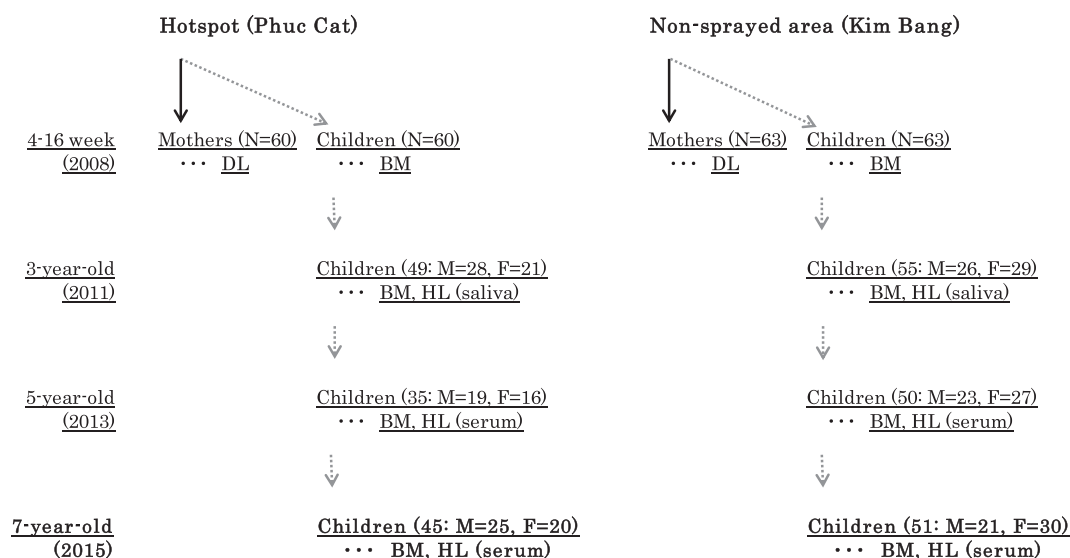 Hotspot (Phuc Cat) Non-sprayed area (Kim Bang)
4-16 week Mothers (N=60) Children (N=60) Mothers (N=63) Children (N=63)
(2008) ··· DL ··· BM ··· DL ··· BM
3-year-old Children (49: M=28, F=21) Children (55: M=26, F=29)
(2011) ··· BM, HL (saliva) ··· BM, HL (saliva)
5-year-old Children (35: M=19, F=16) Children (50: M=23, F=27)
(2013) ··· BM, HL (serum) ··· BM, HL (serum)
7-year-old Children (45: M=25, F=20) Children (51: M=21, F=30)
(2015) ··· BM, HL (serum) ··· BM, HL (serum)